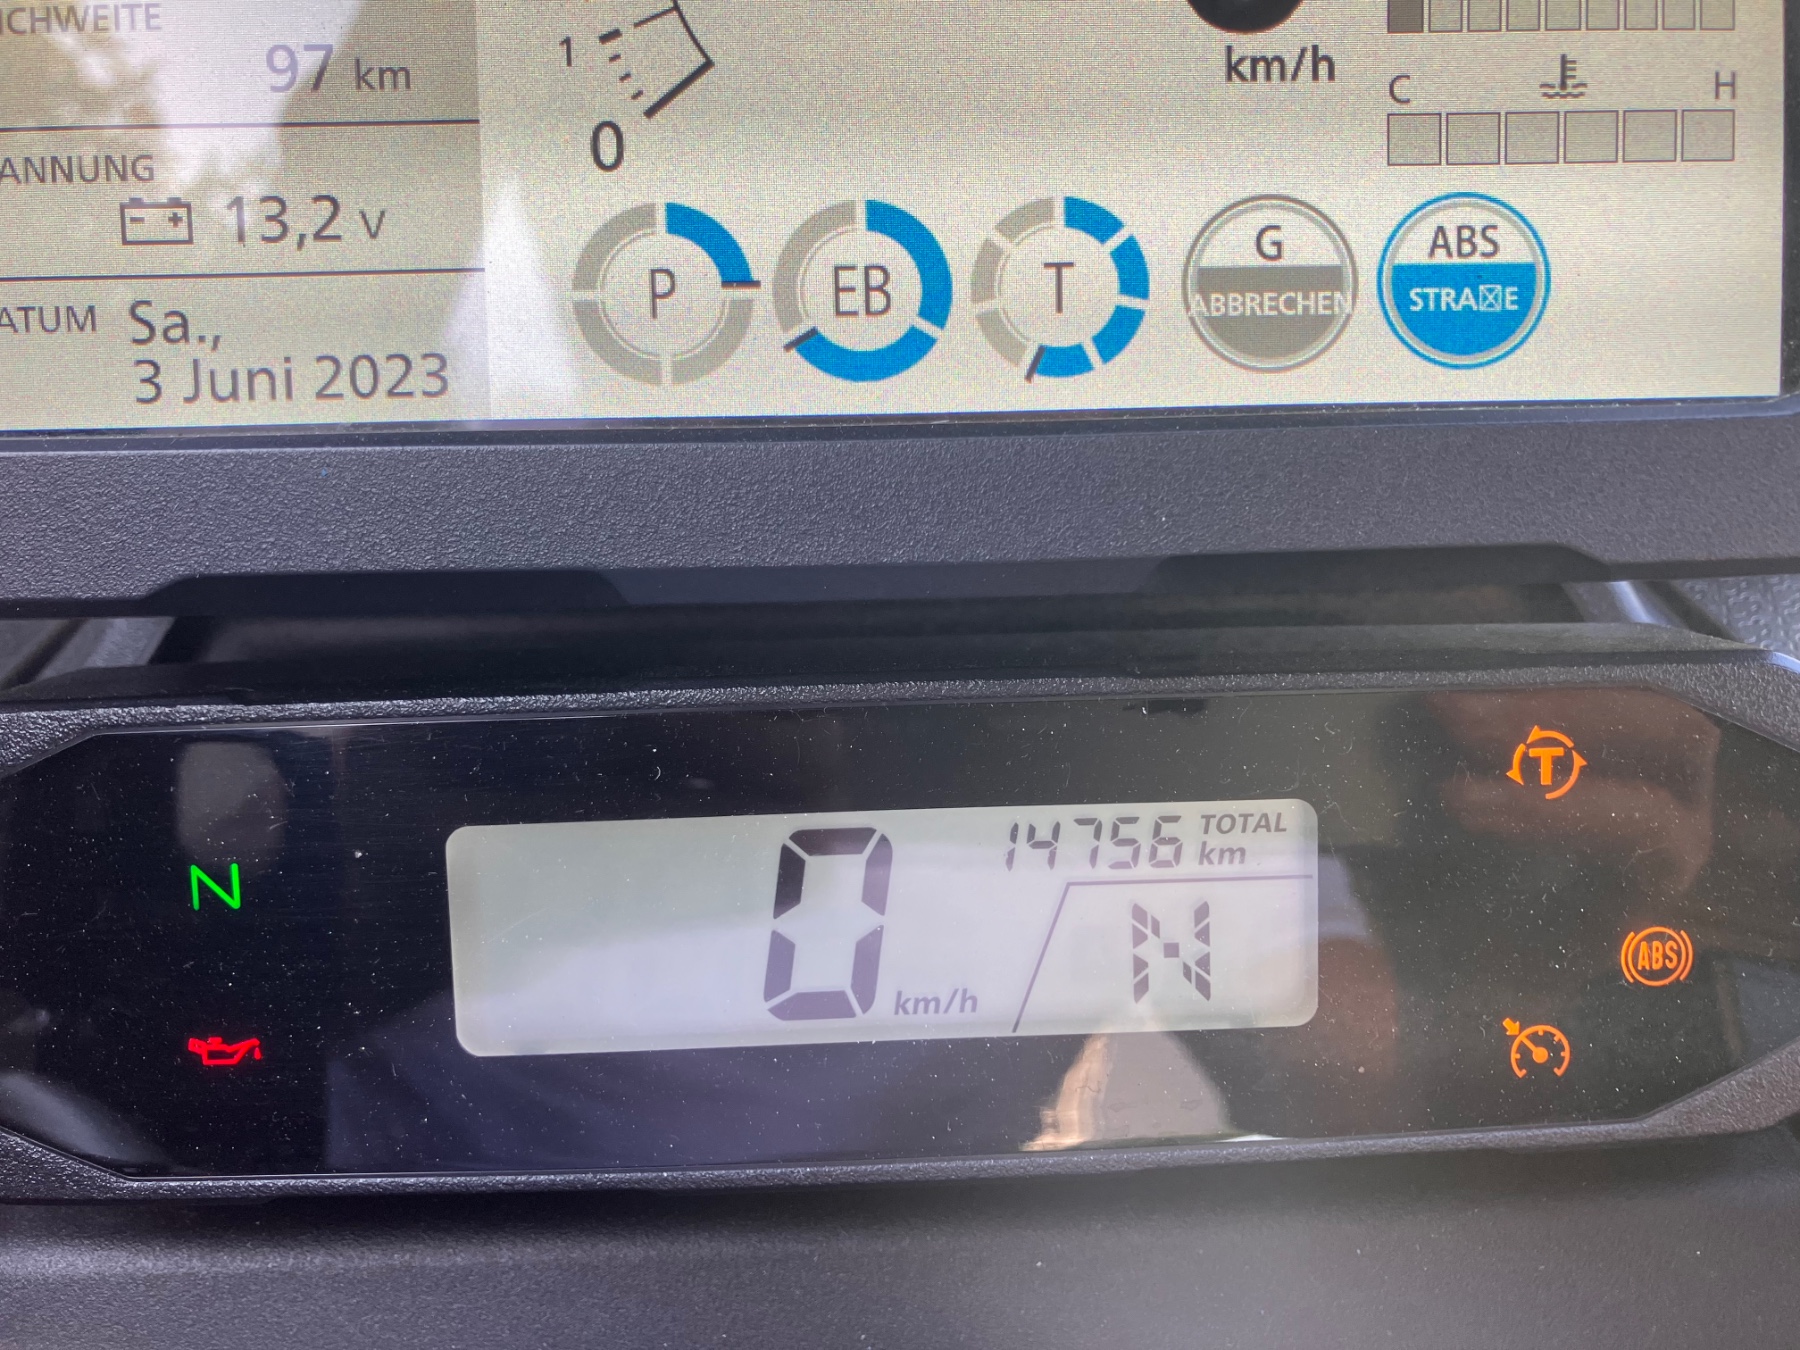 ICHWEITE
97 km
ANNUNG
13,2 V
ATUM Sa.,
3 Juni 2023
1
0
km/h
C H
P
EB
T
G
ABBRECHEN
ABS
STRA☒E
N
0 km/h
14756 TOTAL
km
N
T
ABS